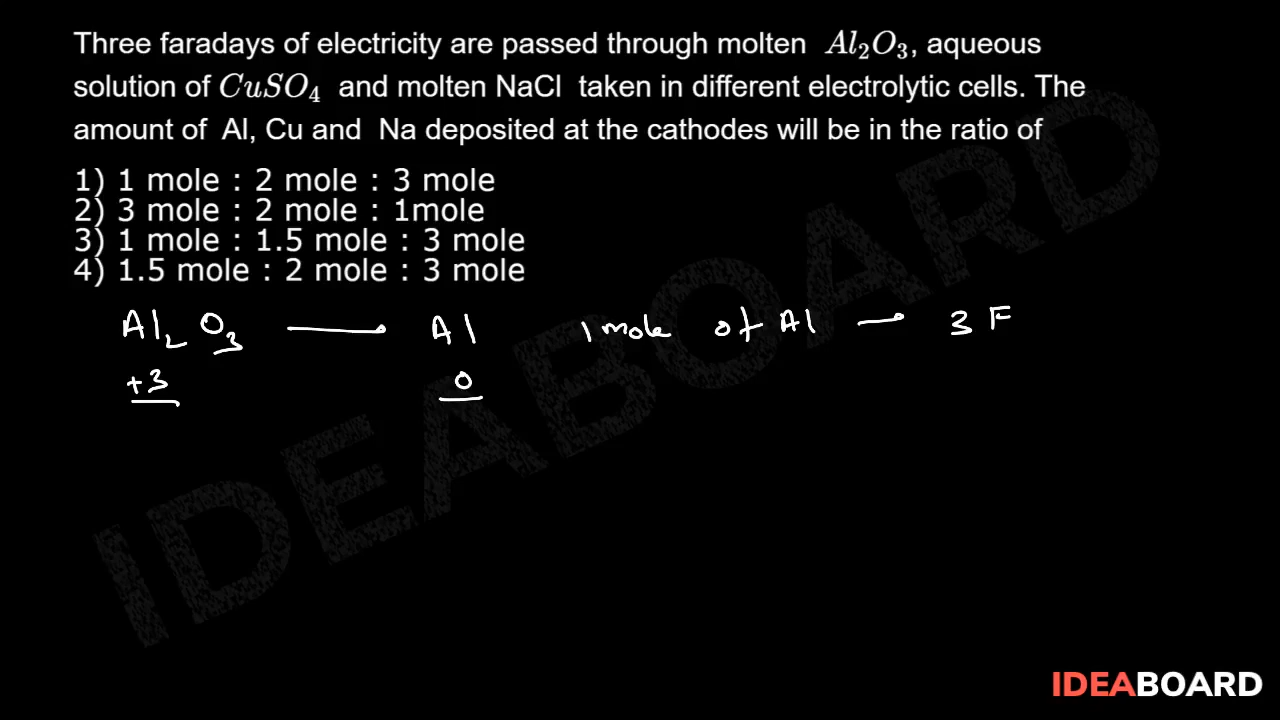 Three faradays of electricity are passed through molten Al₂O₃, aqueous
solution of CuSO₄ and molten NaCl taken in different electrolytic cells. The
amount of Al, Cu and Na deposited at the cathodes will be in the ratio of
1) 1 mole : 2 mole : 3 mole
2) 3 mole : 2 mole : 1mole
3) 1 mole : 1.5 mole : 3 mole
4) 1.5 mole : 2 mole : 3 mole
Al₂O₃ —— Al 1 mole of Al → 3 F
+3 0
IDEABOARD
IDEABOARD